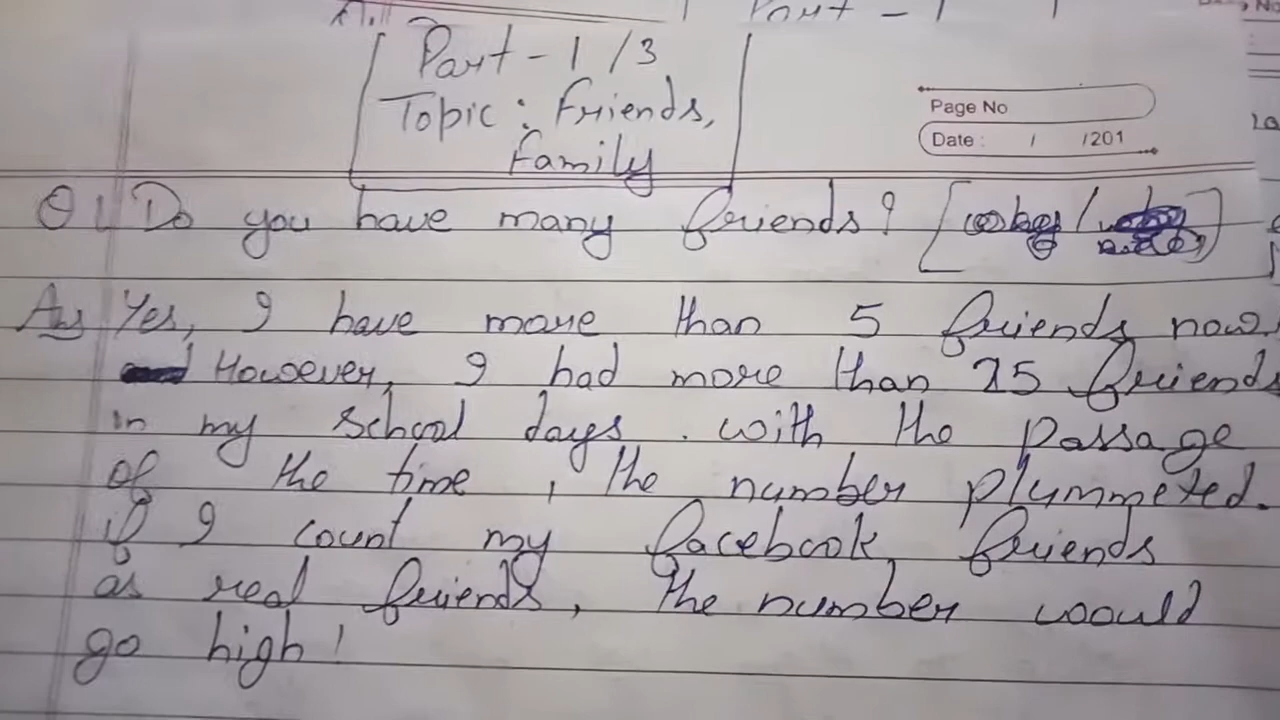 Part - 1
Part - 1 /3
Topic : Friends,
Family
Page No
Date : / /201
Q1. Do you have many friends? [
Ans Yes, I have more than 5 friends now.
However, I had more than 25 friends
in my school days. with the passage
of the time, the number plummeted.
if I count my facebook friends
as real friends, the number would
go high!